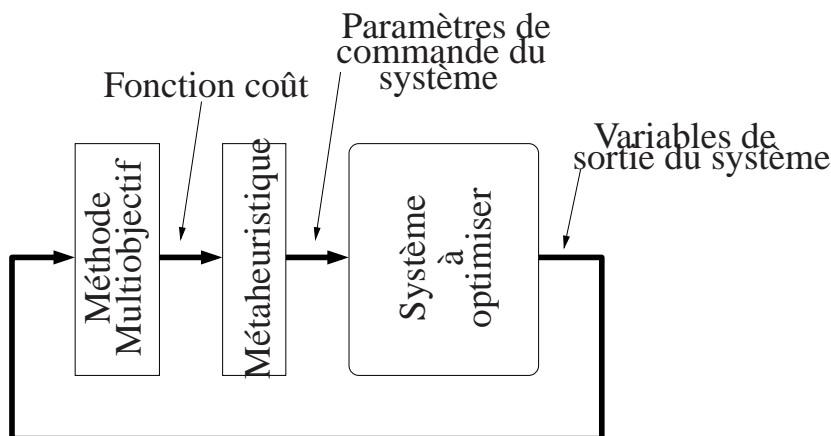 Paramètres de
commande du
système
Fonction coût
Variables de
sortie du système
Méthode
Multiobjectif
Métaheuristique
Système
à
optimiser